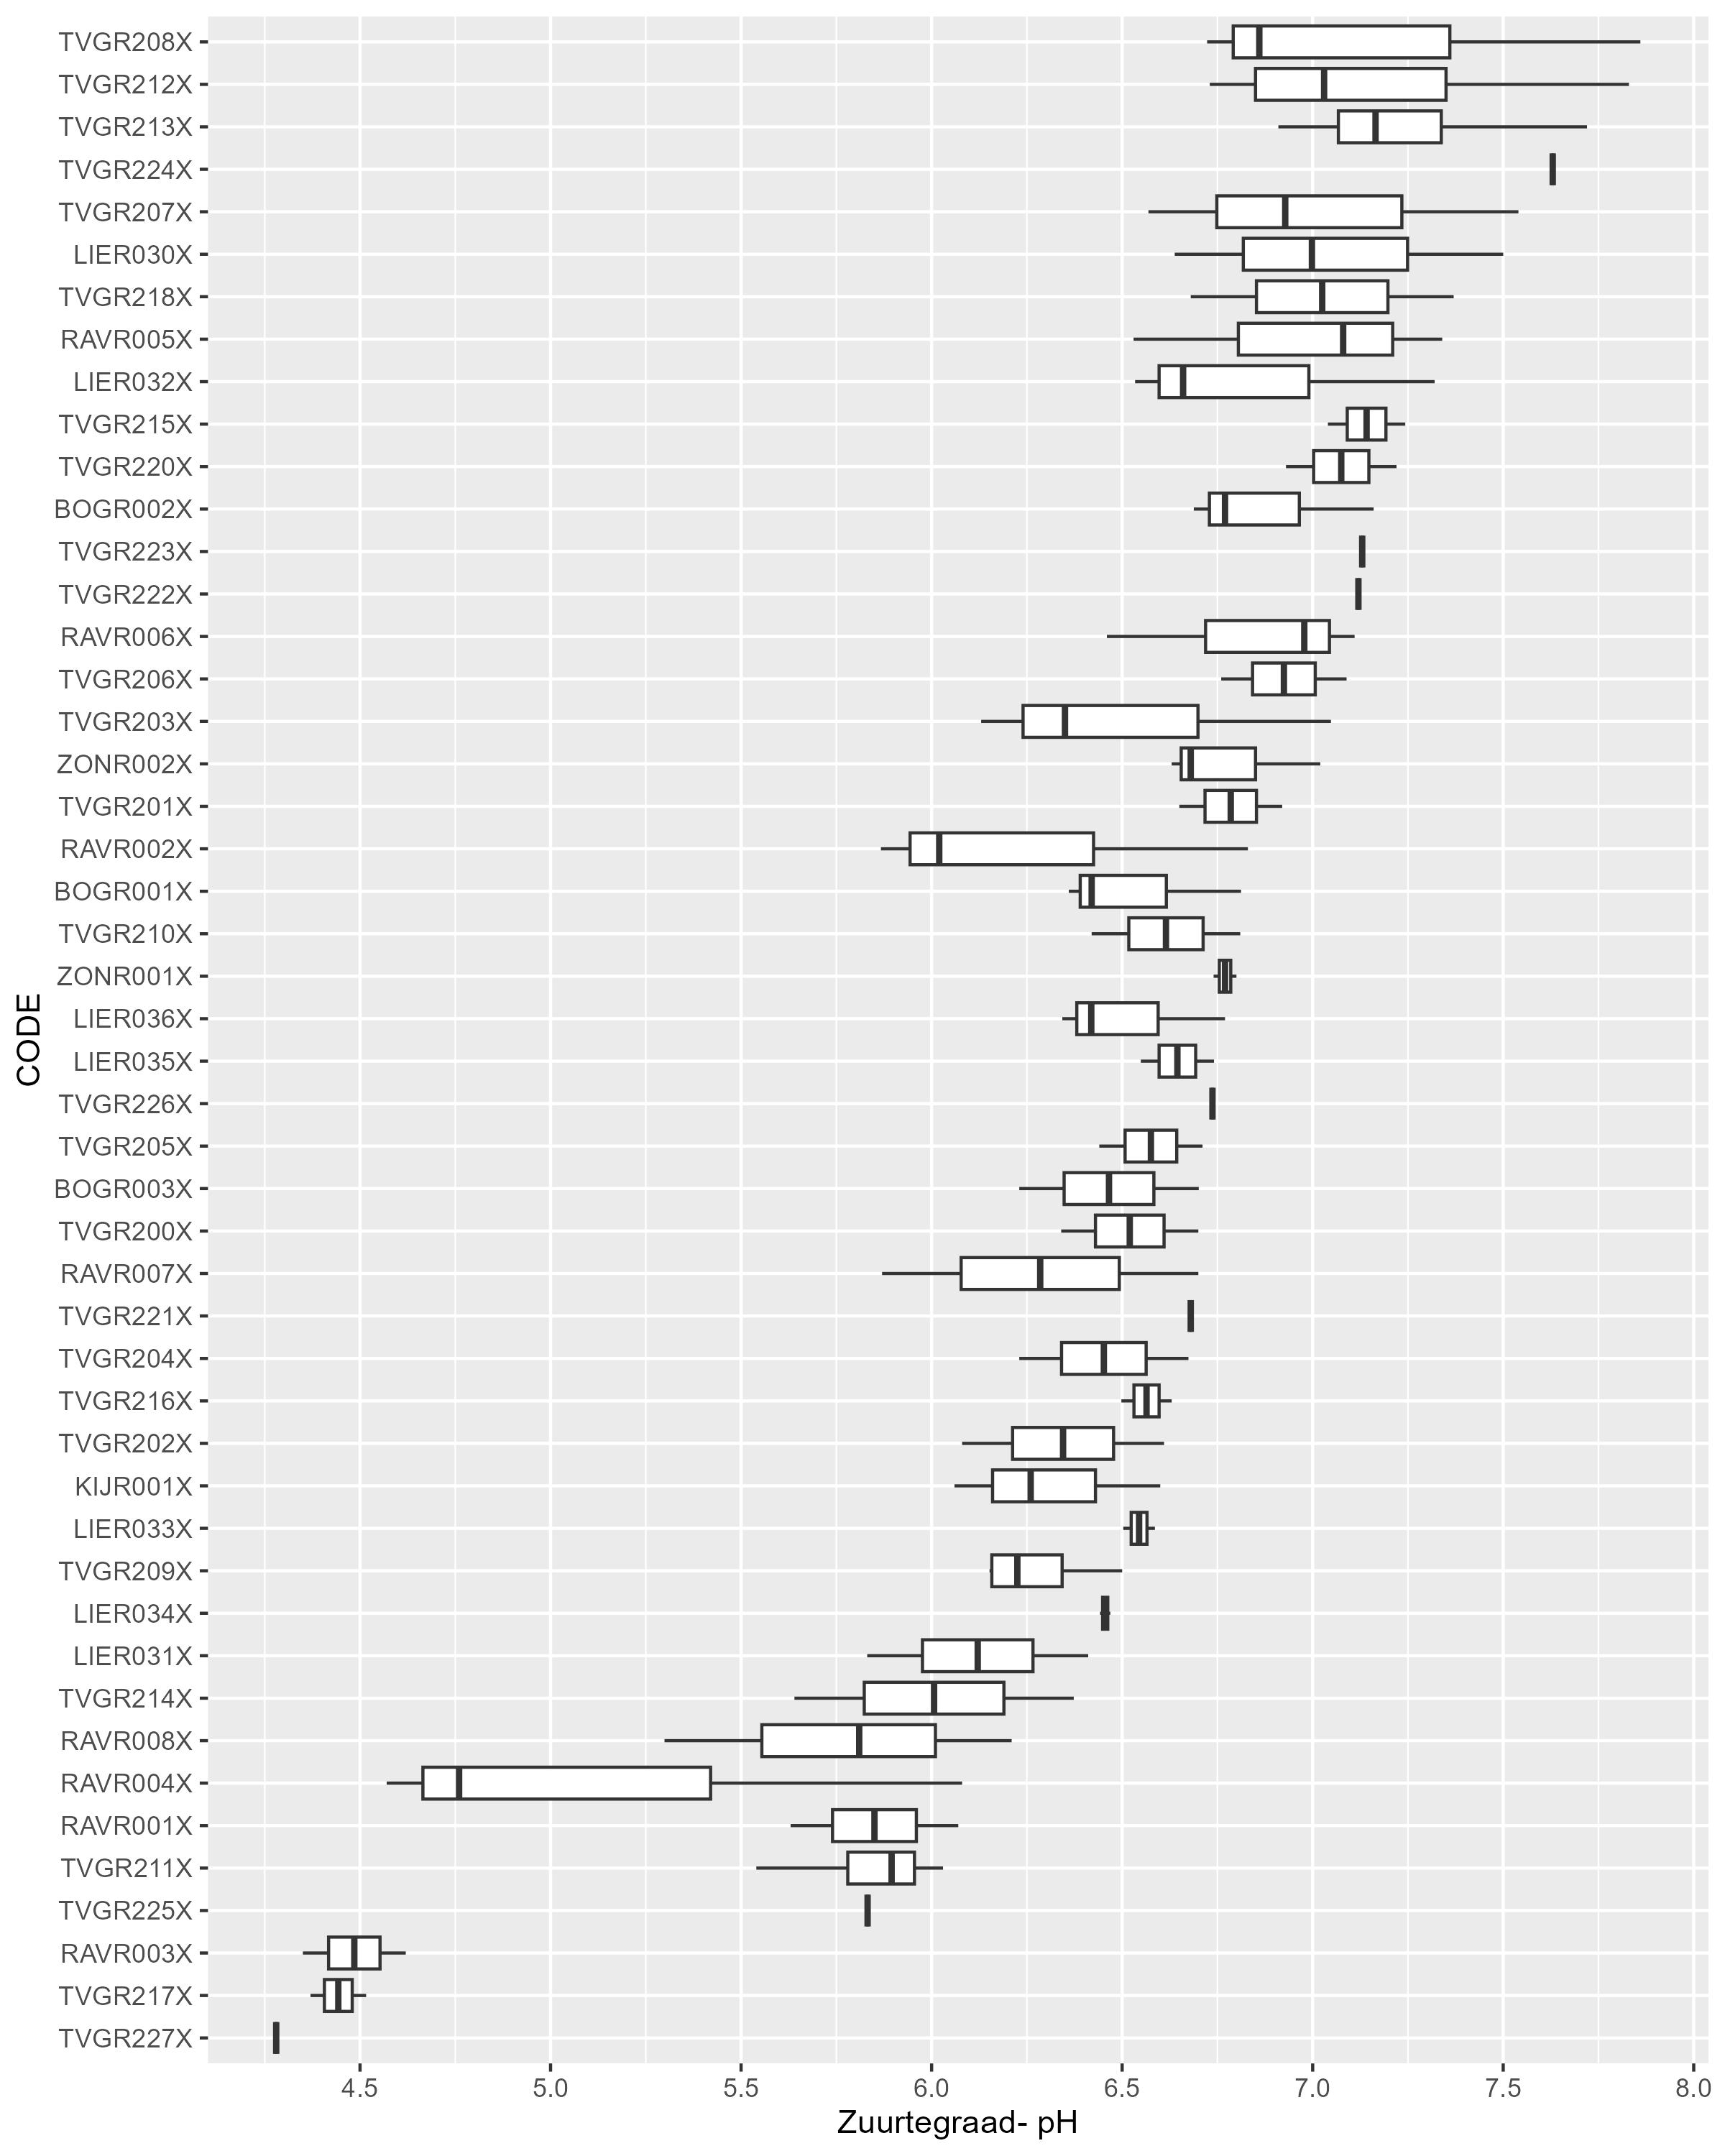 TVGR208X
TVGR212X
TVGR213X
TVGR224X
TVGR207X
LIER030X
TVGR218X
RAVR005X
LIER032X
TVGR215X
TVGR220X
BOGR002X
TVGR223X
TVGR222X
RAVR006X
TVGR206X
TVGR203X
ZONR002X
TVGR201X
RAVR002X
BOGR001X
TVGR210X
ZONR001X
LIER036X
LIER035X
TVGR226X
TVGR205X
BOGR003X
TVGR200X
RAVR007X
TVGR221X
TVGR204X
TVGR216X
TVGR202X
KIJR001X
LIER033X
TVGR209X
LIER034X
LIER031X
TVGR214X
RAVR008X
RAVR004X
RAVR001X
TVGR211X
TVGR225X
RAVR003X
TVGR217X
TVGR227X
CODE
4.5 5.0 5.5 6.0 6.5 7.0 7.5 8.0
Zuurtegraad- pH